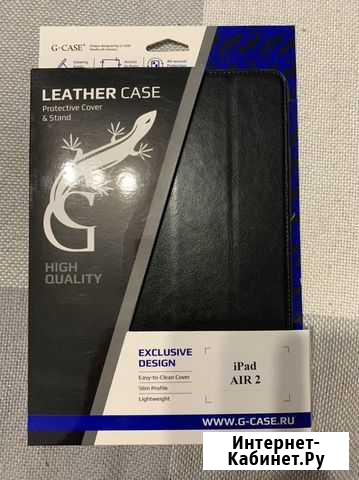 G-CASE
LEATHER CASE
Protective Cover
& Stand
G
HIGH
QUALITY
EXCLUSIVE
DESIGN
Easy-to-Clean Cover
Slim Profile
Lightweight
iPad
AIR 2
WWW.G-CASE.RU
Интернет-
Кабинет.Ру